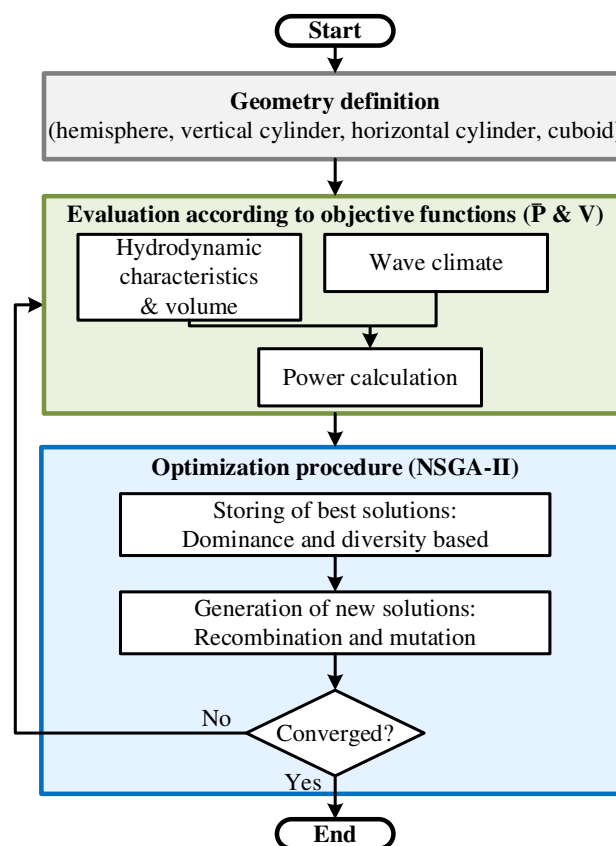 Start
Geometry definition
(hemisphere, vertical cylinder, horizontal cylinder, cuboid)
Evaluation according to objective functions (P̄ & V)
Hydrodynamic
characteristics
& volume
Wave climate
Power calculation
Optimization procedure (NSGA-II)
Storing of best solutions:
Dominance and diversity based
Generation of new solutions:
Recombination and mutation
No
Converged?
Yes
End